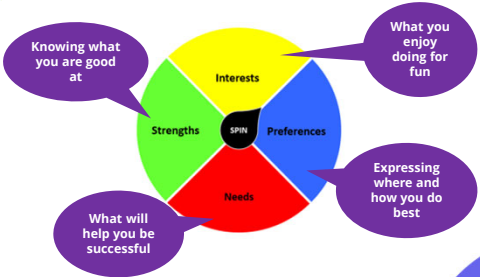 What you
enjoy
doing for
fun
Knowing what
you are good
at
Interests
Strengths
SPIN
Preferences
Needs
Expressing
where and
how you do
best
What will
help you be
successful